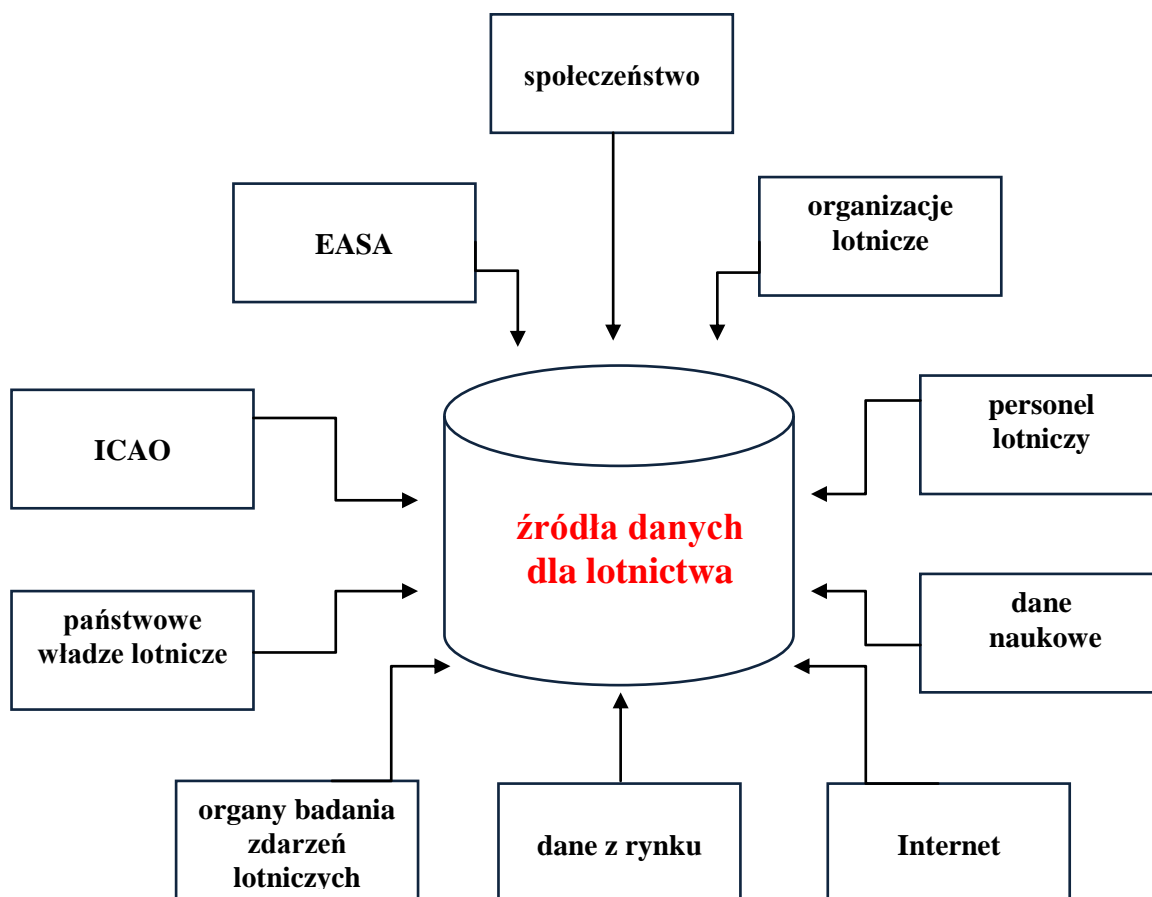 społeczeństwo
EASA
organizacje
lotnicze
ICAO
personel
lotniczy
źródła danych
dla lotnictwa
państwowe
władze lotnicze
dane
naukowe
organy badania
zdarzeń
lotniczych
dane z rynku
Internet